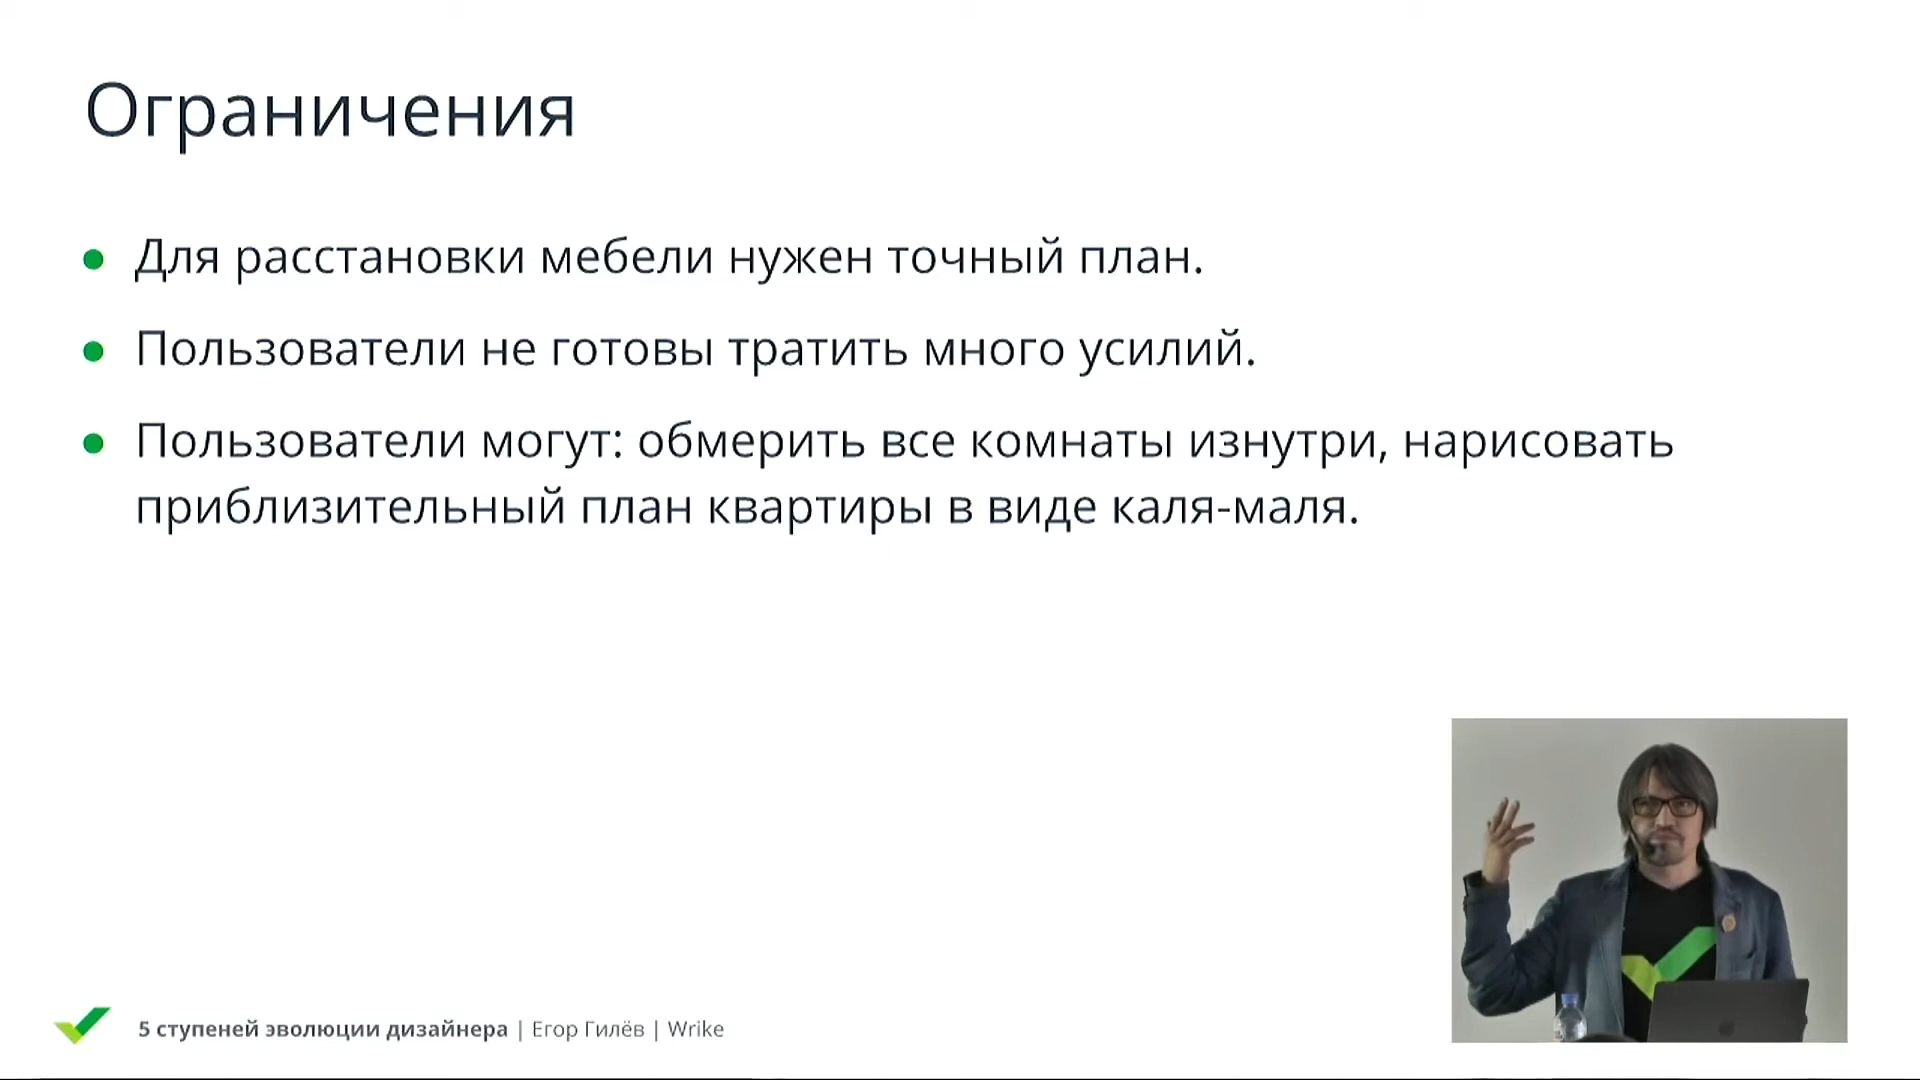 Ограничения
Для расстановки мебели нужен точный план.
Пользователи не готовы тратить много усилий.
Пользователи могут: обмерить все комнаты изнутри, нарисовать
приблизительный план квартиры в виде каля-маля.
5 ступеней эволюции дизайнера | Егор Гилёв | Wrike